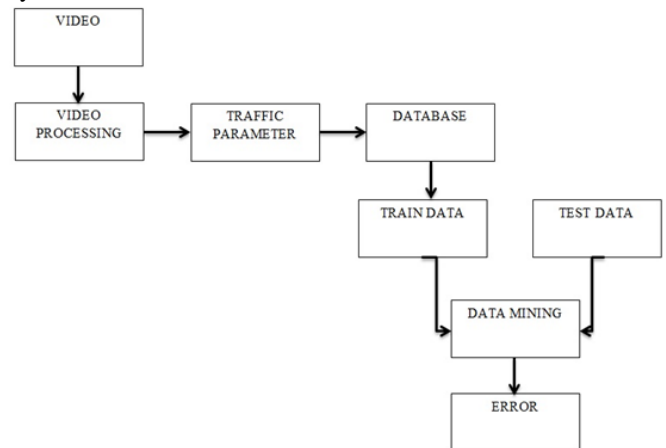 VIDEO
VIDEO
PROCESSING
TRAFFIC
PARAMETER
DATABASE
TRAIN DATA
TEST DATA
DATA MINING
ERROR